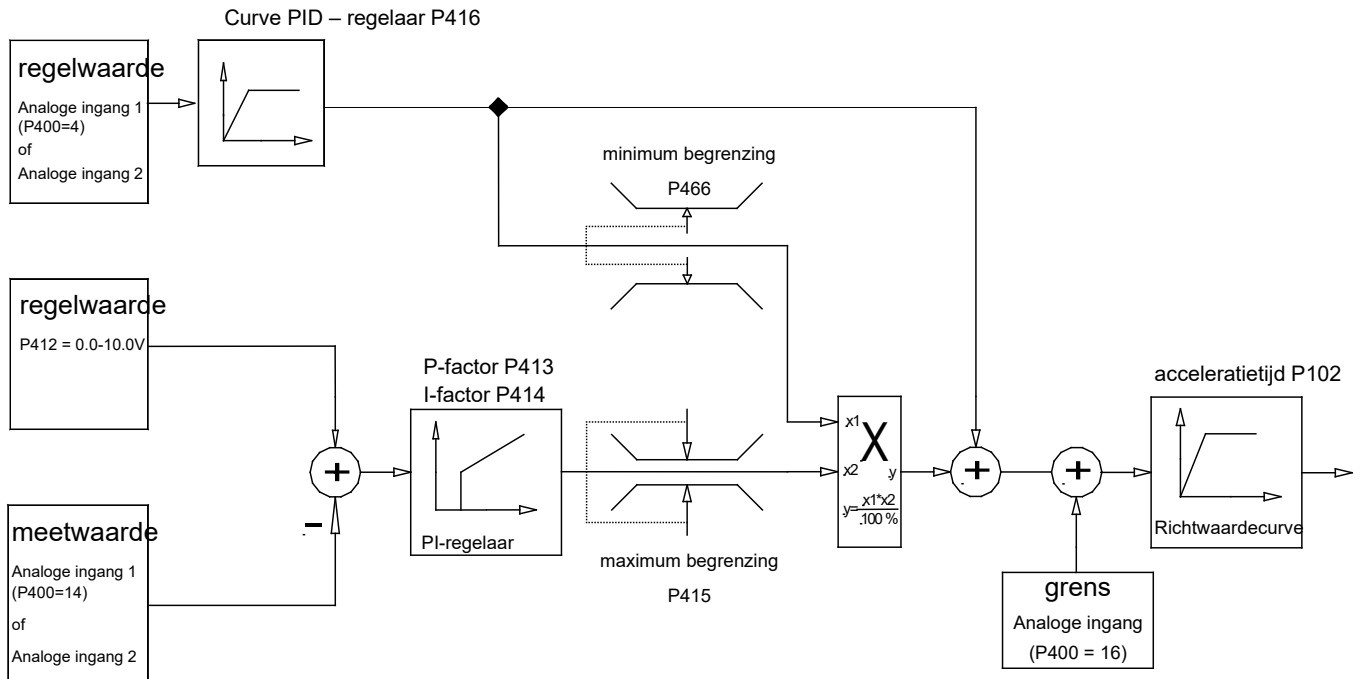 Curve PID – regelaar P416
regelwaarde
Analoge ingang 1
(P400=4)
of
Analoge ingang 2
minimum begrenzing
P466
regelwaarde
P412 = 0.0-10.0V
P-factor P413
I-factor P414
PI-regelaar
meetwaarde
Analoge ingang 1
(P400=14)
of
Analoge ingang 2
+
–
maximum begrenzing
P415
x1
X
x2
y
y= x1*x2
100 %
+
+
acceleratietijd P102
Richtwaardecurve
grens
Analoge ingang
(P400 = 16)